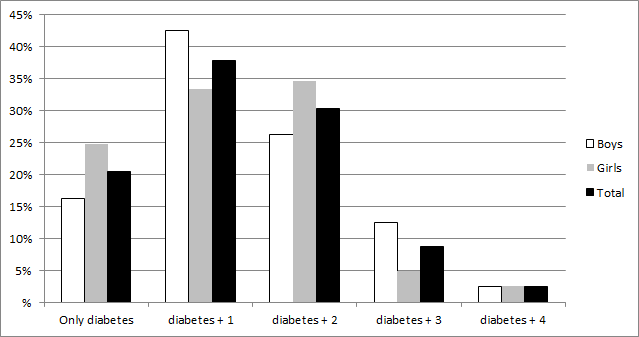 45%
40%
35%
30%
25%
20%
15%
10%
5%
%
Only diabetes
diabetes + 1
diabetes + 2
diabetes + 3
diabetes + 4
Boys
Girls
Total